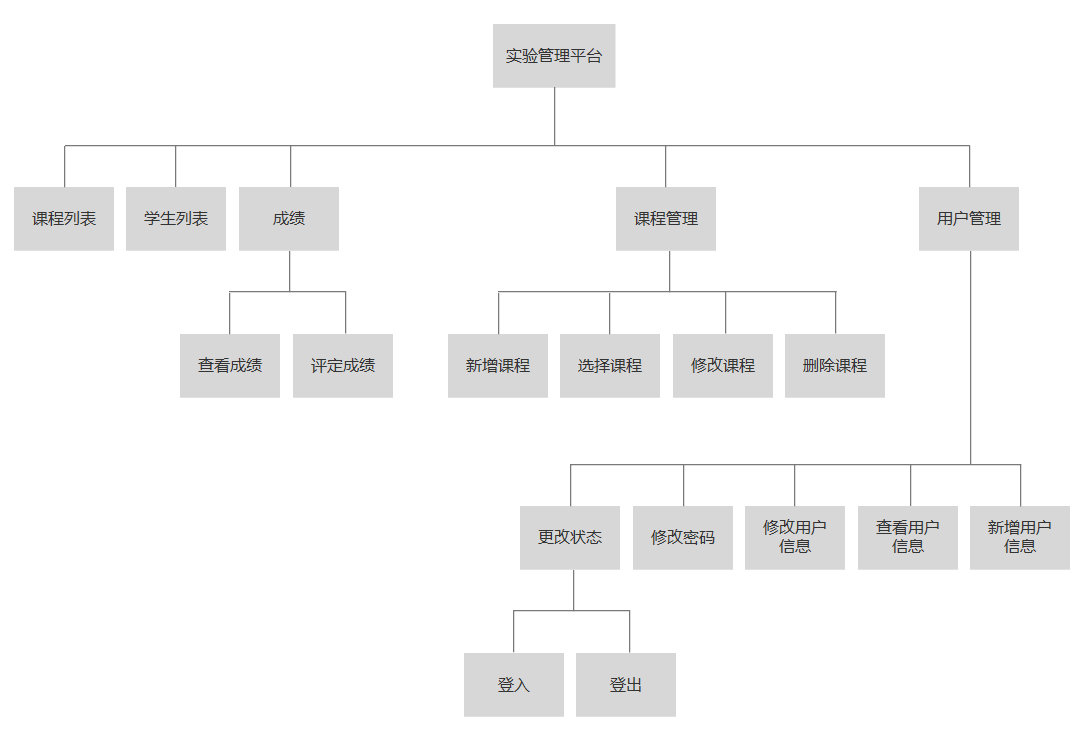 实验管理平台
课程列表
学生列表
成绩
课程管理
用户管理
查看成绩
评定成绩
新增课程
选择课程
修改课程
删除课程
更改状态
修改密码
修改用户
信息
查看用户
信息
新增用户
信息
登入
登出